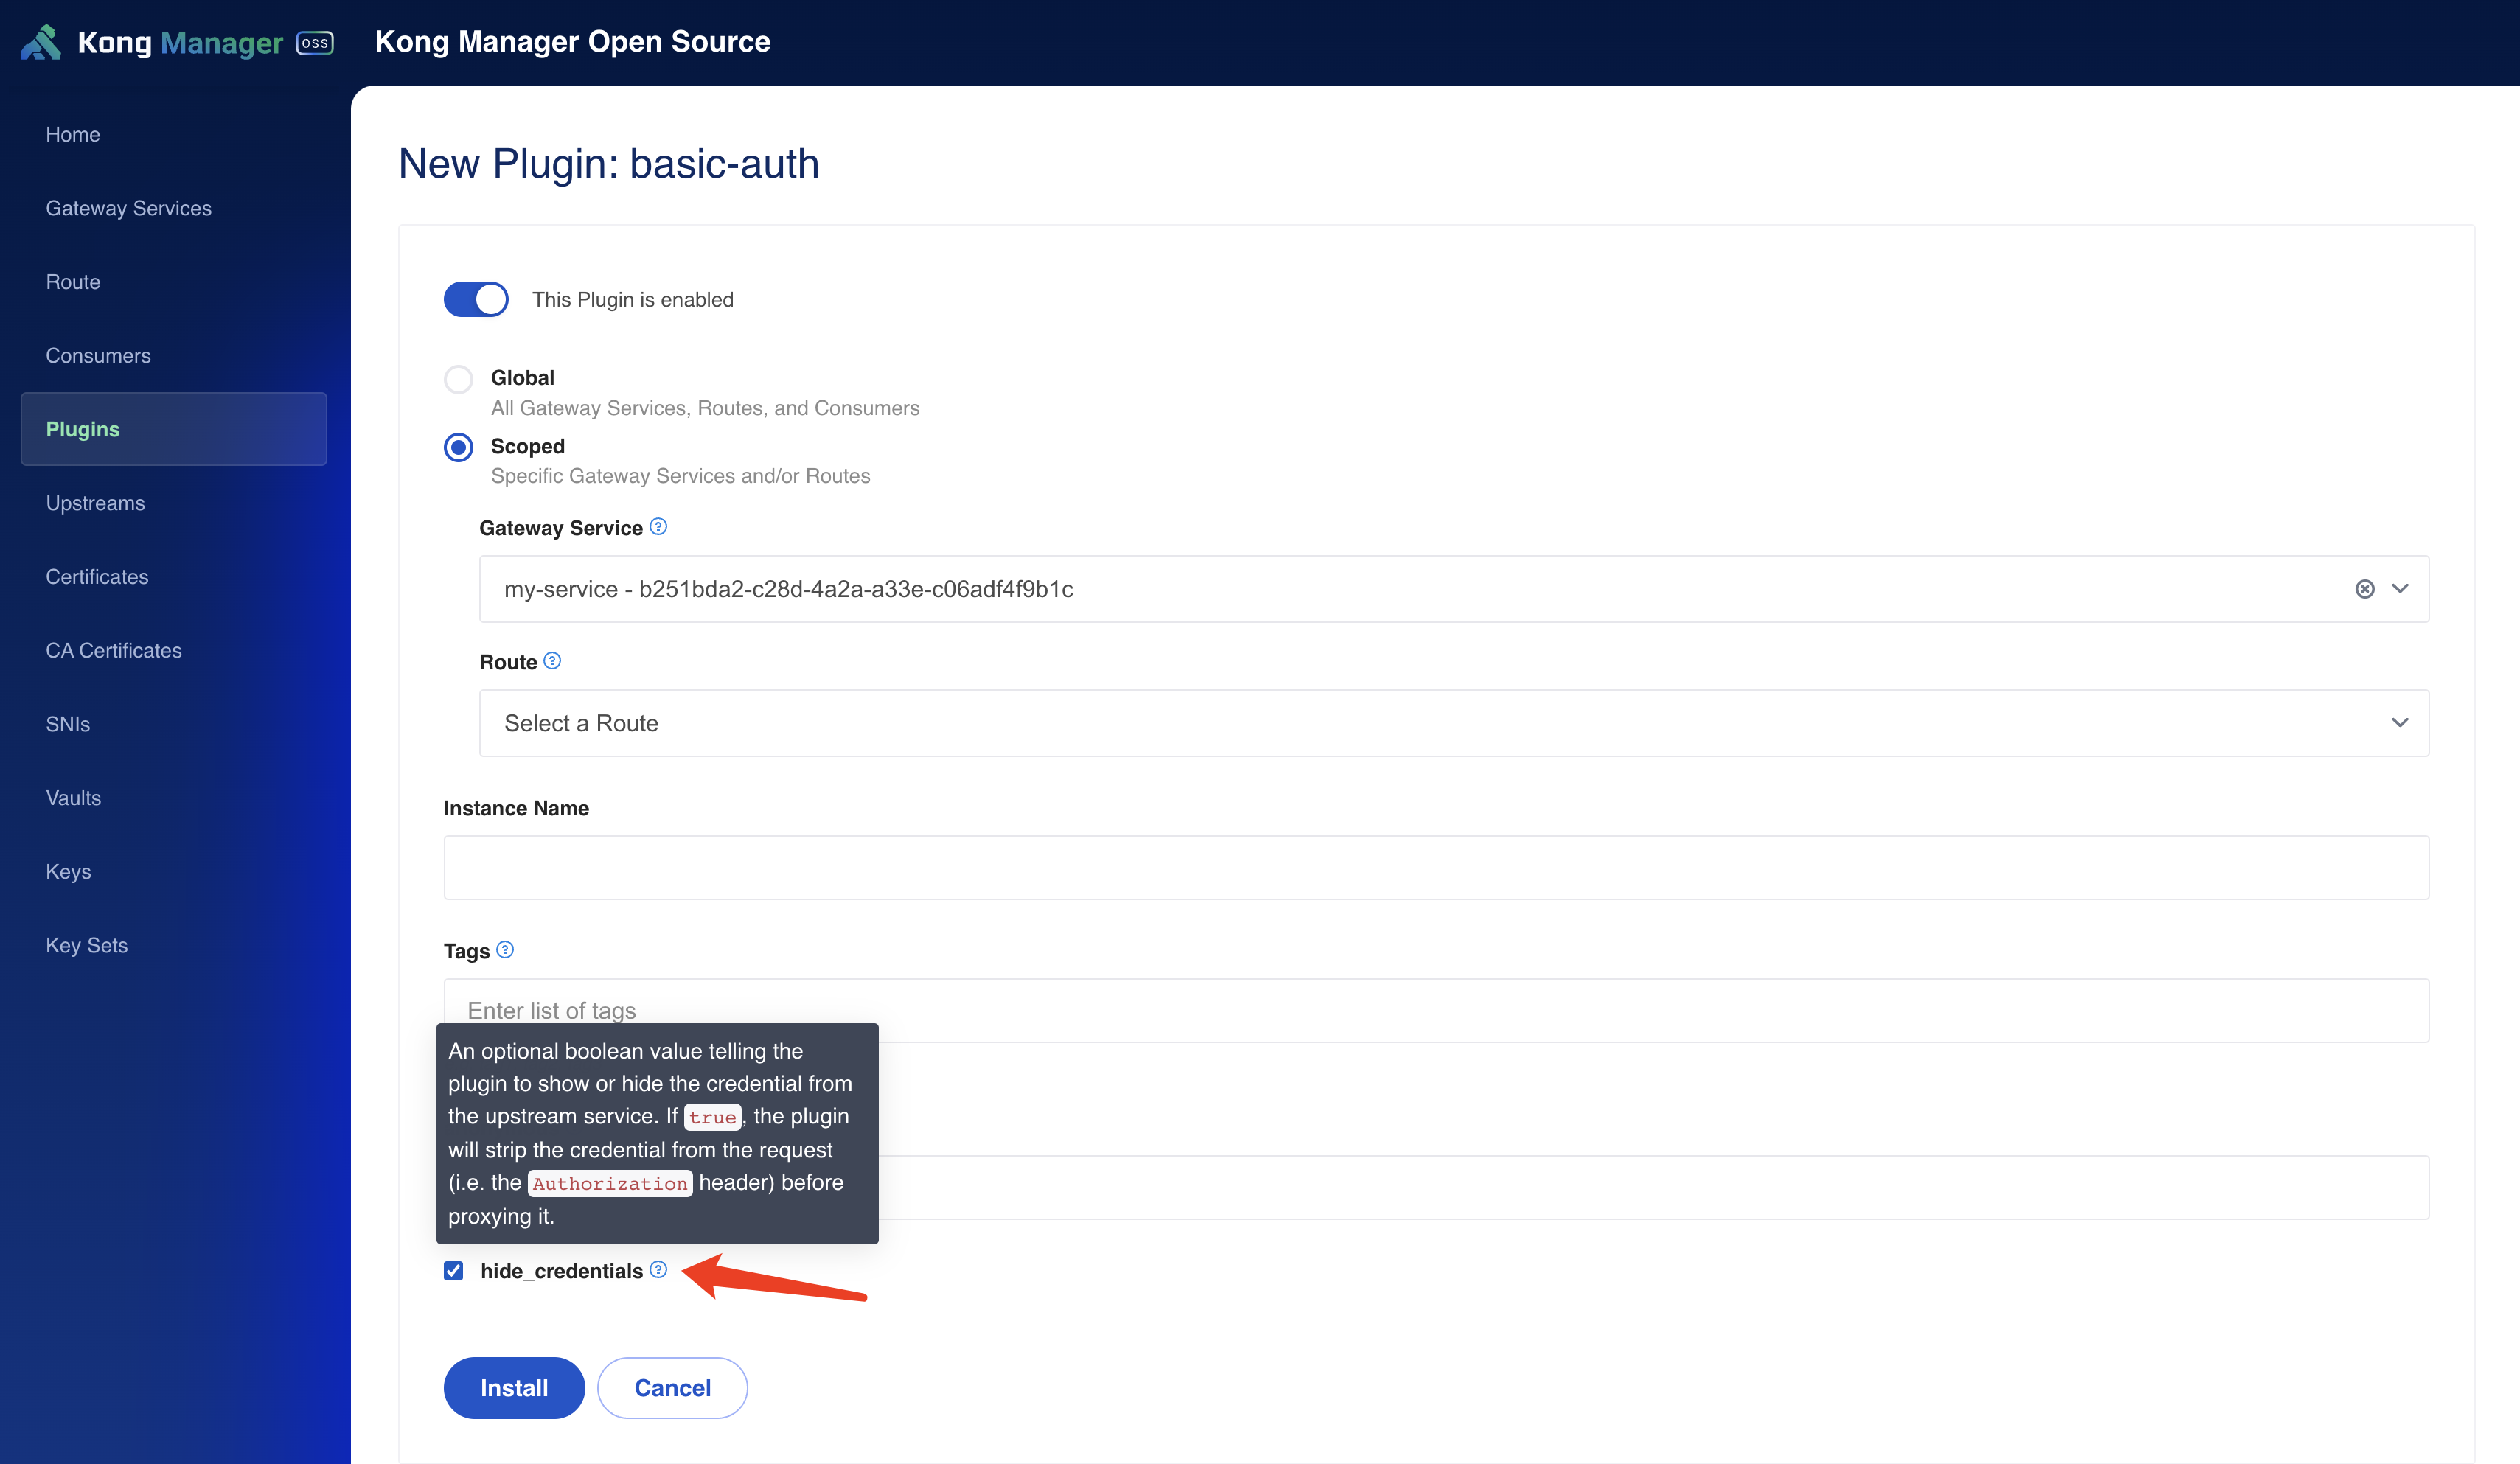 Kong Manager OSS
Kong Manager Open Source
Home
Gateway Services
Route
Consumers
Plugins
Upstreams
Certificates
CA Certificates
SNIs
Vaults
Keys
Key Sets
New Plugin: basic-auth
This Plugin is enabled
Global
All Gateway Services, Routes, and Consumers
Scoped
Specific Gateway Services and/or Routes
Gateway Service
my-service - b251bda2-c28d-4a2a-a33e-c06adf4f9b1c
Route
Select a Route
Instance Name
Tags
Enter list of tags
An optional boolean value telling the
plugin to show or hide the credential from
the upstream service. If true, the plugin
will strip the credential from the request
(i.e. the Authorization header) before
proxying it.
hide_credentials
Install
Cancel